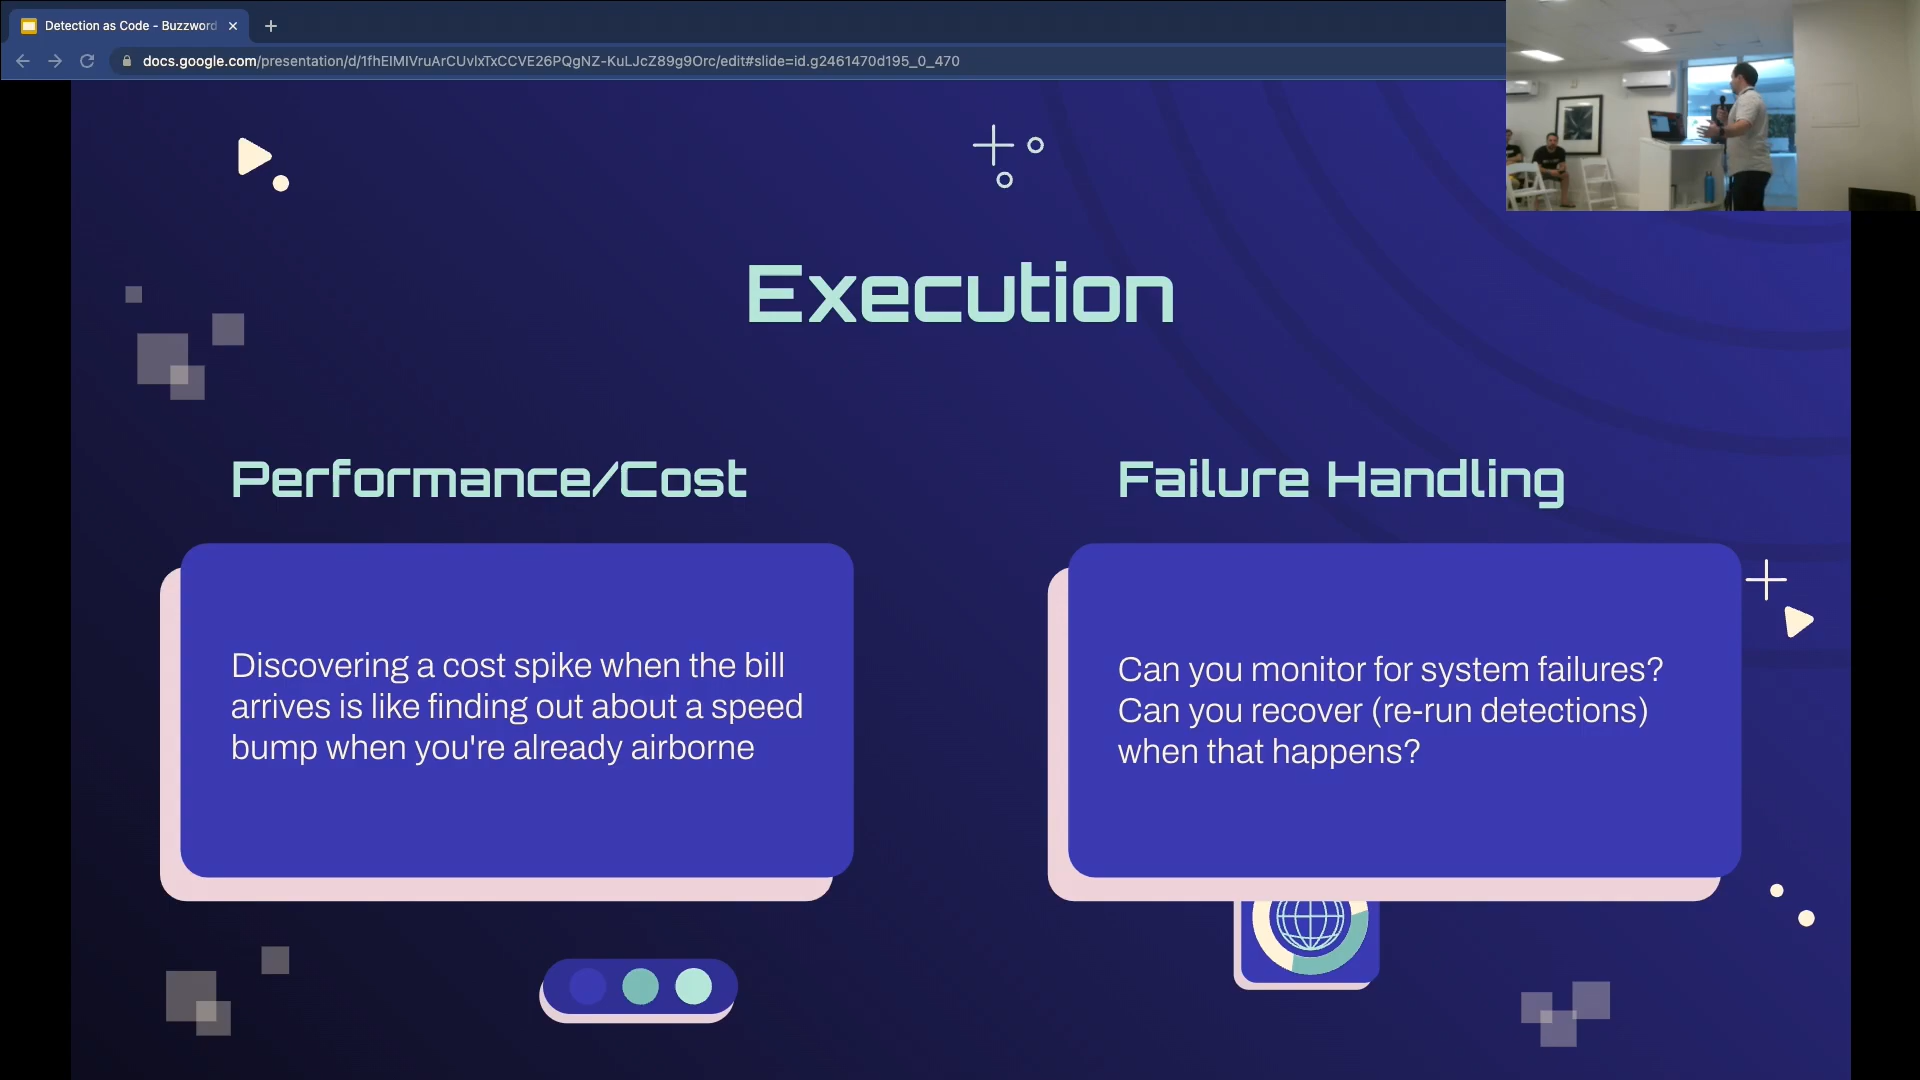 Detection as Code - Buzzword
docs.google.com/presentation/d/1fhEIMIVruArCUvlxTxCCVE26PQgNZ-KuLJcZ89g9Orc/edit#slide=id.g2461470d195_0_470
Execution
Performance/Cost
Discovering a cost spike when the bill
arrives is like finding out about a speed
bump when you're already airborne
Failure Handling
Can you monitor for system failures?
Can you recover (re-run detections)
when that happens?